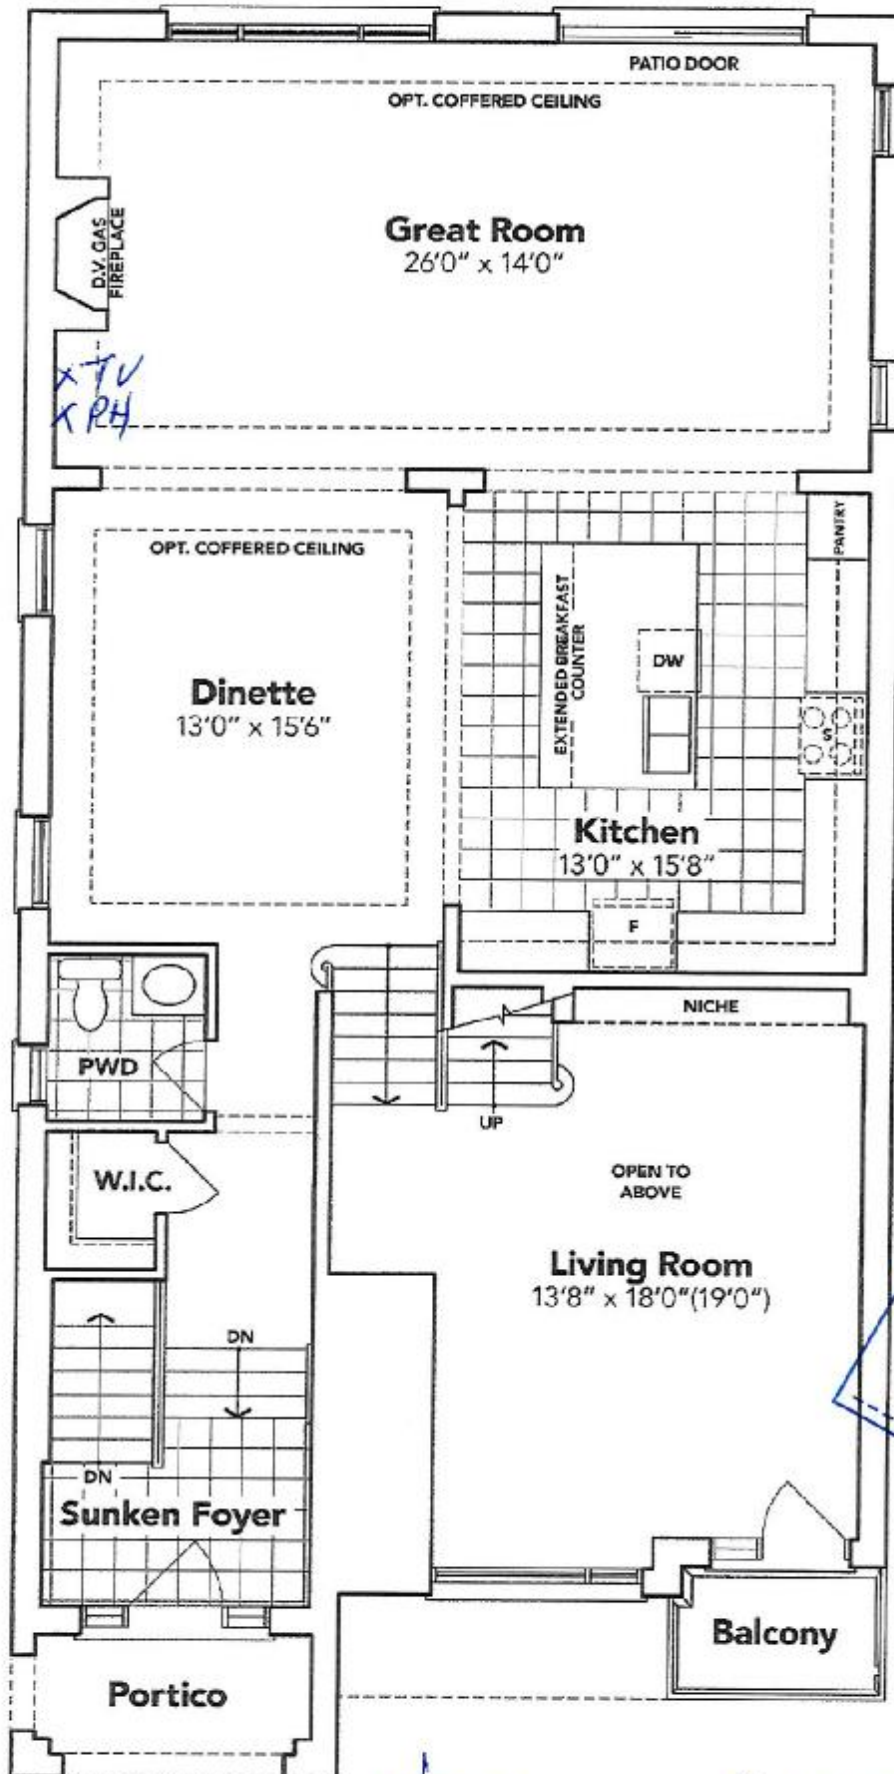 PATIO DOOR
OPT. COFFERED CEILING
Great Room
26'0" x 14'0"
D.V. GAS
FIREPLACE
x TV
x PH
OPT. COFFERED CEILING
PANTRY
EXTENDED BREAKFAST
COUNTER
DW
Dinette
13'0" x 15'6"
S
Kitchen
13'0" x 15'8"
F
NICHE
PWD
UP
W.I.C.
OPEN TO
ABOVE
Living Room
13'8" x 18'0"(19'0")
DN
DN
Sunken Foyer
Balcony
Portico